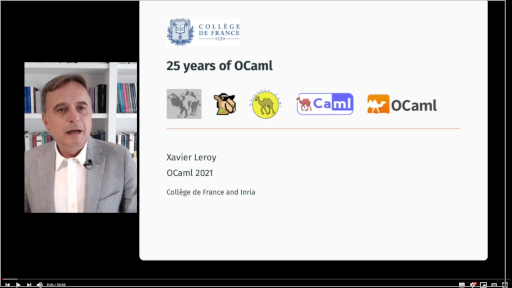 COLLÈGE
DE FRANCE
1530
25 years of OCaml
Caml
OCaml
Xavier Leroy
OCaml 2021
Collège de France and Inria